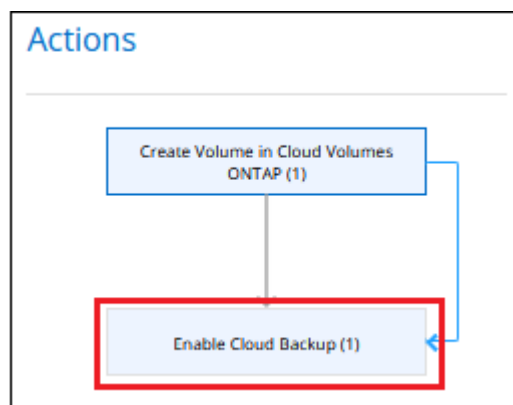 Actions
Create Volume in Cloud Volumes
ONTAP (1)
Enable Cloud Backup (1)